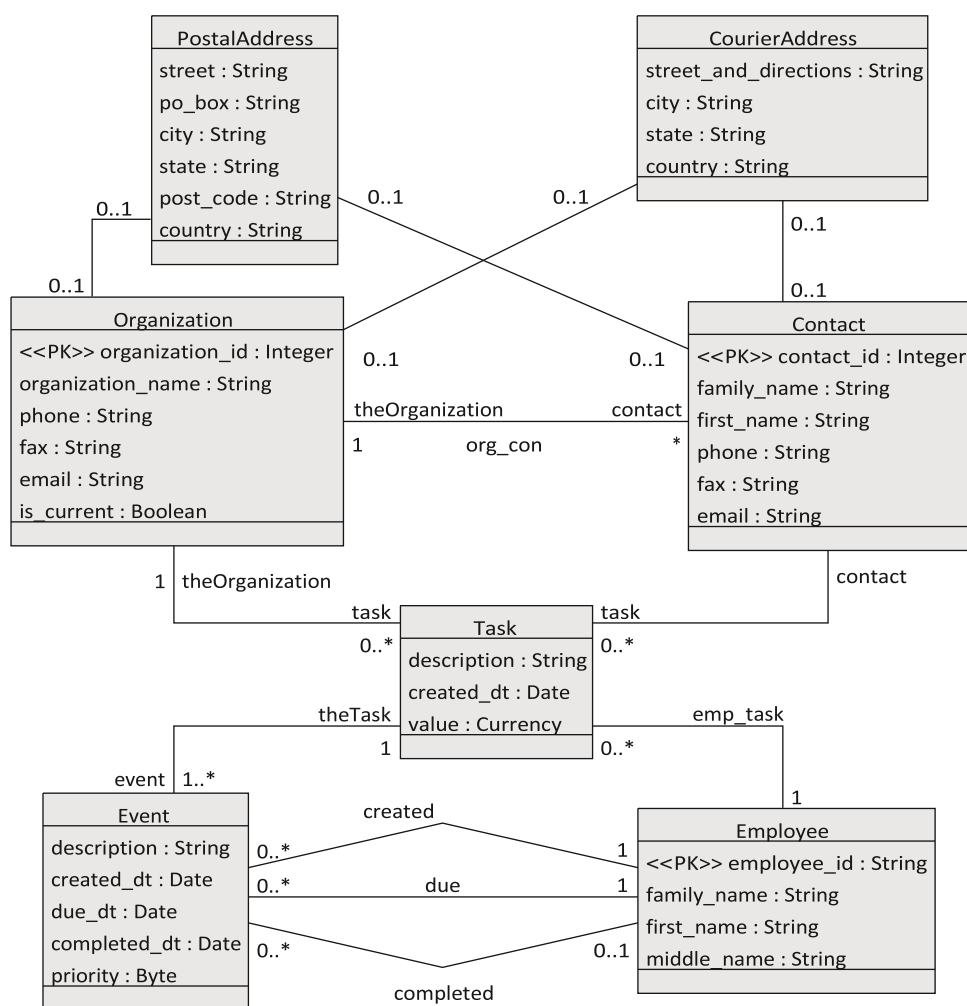 PostalAddress
street : String
po_box : String
city : String
state : String
post_code : String
country : String
CourierAddress
street_and_directions : String
city : String
state : String
country : String
0..1
0..1
0..1
0..1
0..1
0..1
0..1
0..1
Organization
<<PK>> organization_id : Integer
organization_name : String
phone : String
fax : String
email : String
is_current : Boolean
theOrganization
contact
1
org_con
*
Contact
<<PK>> contact_id : Integer
family_name : String
first_name : String
phone : String
fax : String
email : String
1
theOrganization
contact
task
0..*
Task
description : String
created_dt : Date
value : Currency
task
0..*
theTask
1
emp_task
0..*
event
1..*
1
Event
description : String
created_dt : Date
due_dt : Date
completed_dt : Date
priority : Byte
created
0..*
1
0..*
due
1
0..*
0..1
completed
Employee
<<PK>> employee_id : String
family_name : String
first_name : String
middle_name : String